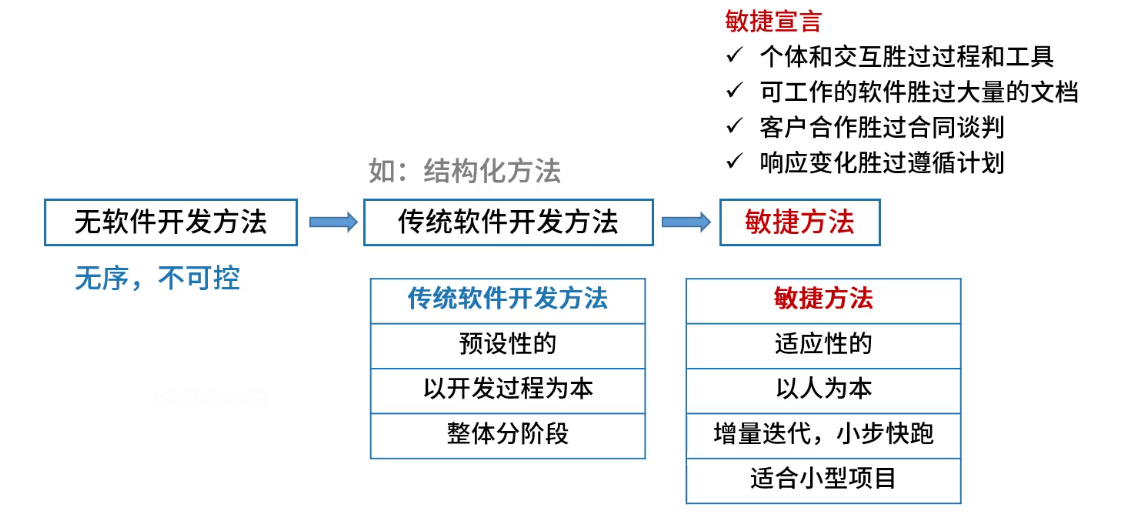 敏捷宣言
✓ 个体和交互胜过过程和工具
✓ 可工作的软件胜过大量的文档
✓ 客户合作胜过合同谈判
✓ 响应变化胜过遵循计划
如：结构化方法
无软件开发方法
传统软件开发方法
敏捷方法
无序，不可控
传统软件开发方法
预设性的
以开发过程为本
整体分阶段
敏捷方法
适应性的
以人为本
增量迭代，小步快跑
适合小型项目